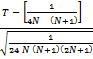 T − [ 1 / 4N (N+1) ]
√ 1 / 24 N (N+1)(2N+1)